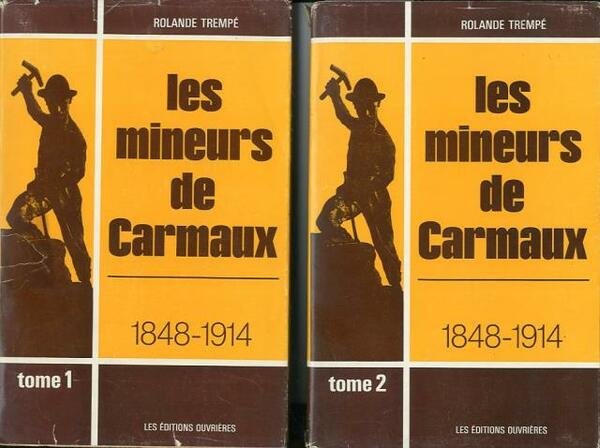 ROLANDE TREMPÉ
les
mineurs
de
Carmaux
1848-1914
tome 1
LES ÉDITIONS OUVRIÈRES
ROLANDE TREMPÉ
les
mineurs
de
Carmaux
1848-1914
tome 2
LES ÉDITIONS OUVRIÈRES